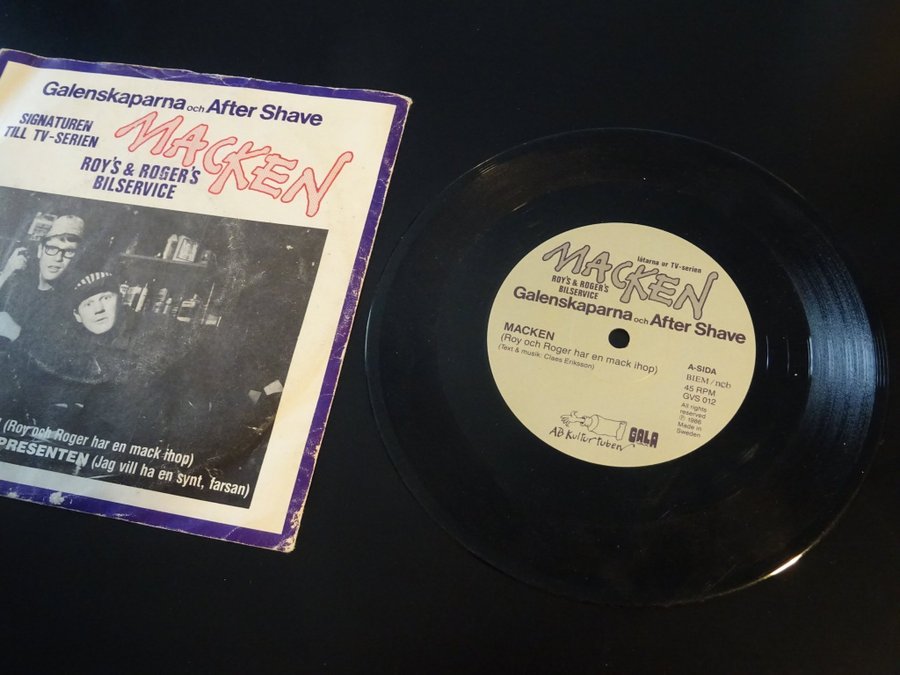 Galenskaparna och After Shave
SIGNATUREN
TILL TV-SERIEN
MACKEN
ROY'S & ROGER'S
BILSERVICE
(Roy och Roger har en mack ihop)
PRESENTEN (Jag vill ha en synt, farsan)
MACKEN
låtarna ur TV-serien
ROY'S & ROGER'S
BILSERVICE
Galenskaparna och After Shave
MACKEN
(Roy och Roger har en mack ihop)
(Text & musik: Claes Eriksson)
A-SIDA
BIEM/ncb
45 RPM
GVS 012
All rights
reserved
℗ 1986
Made in
Sweden
AB Kulturtuben
GALA